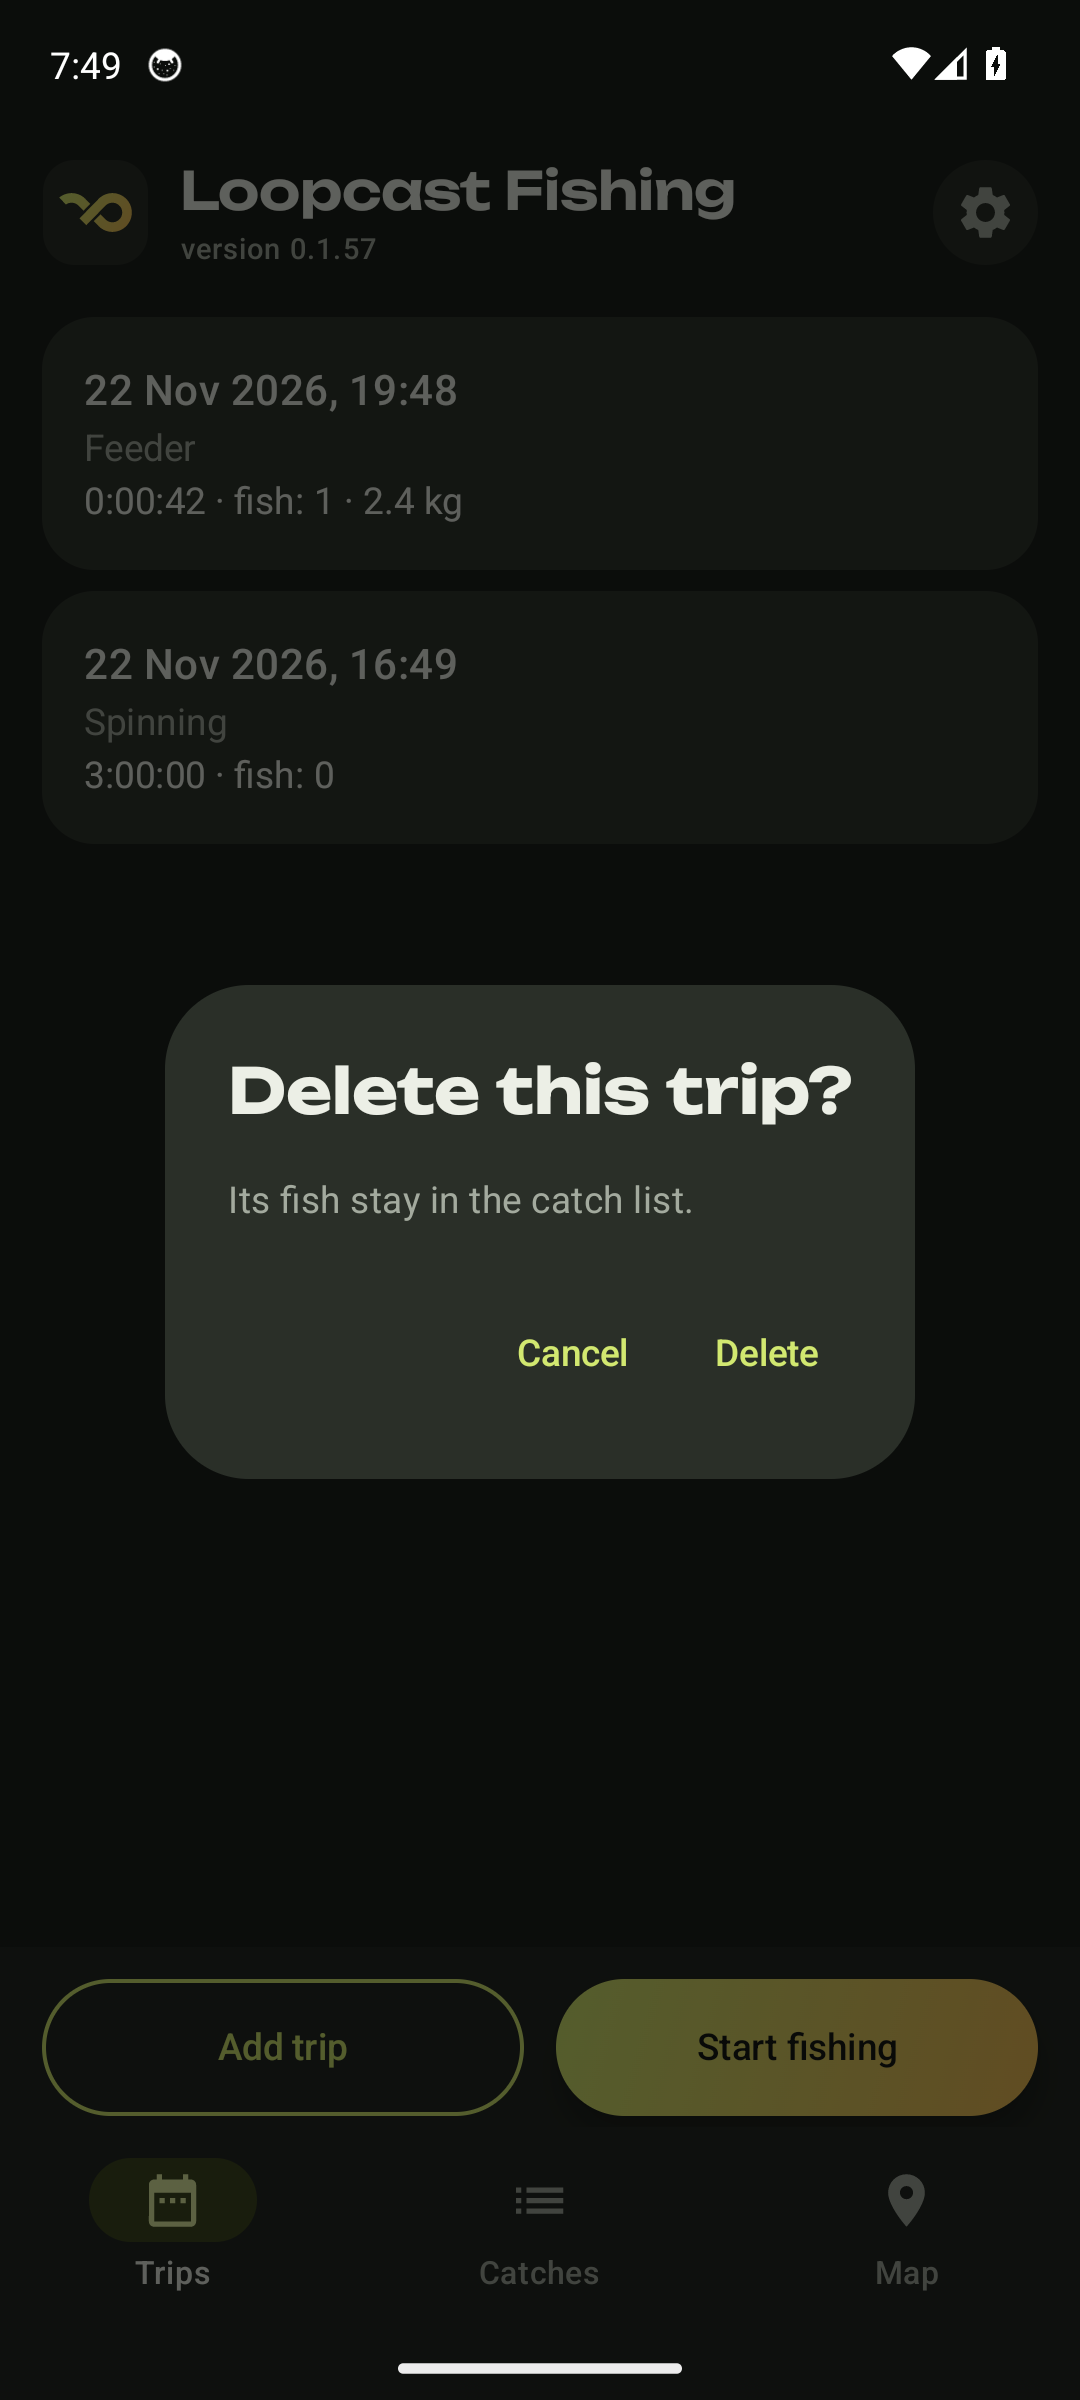 7:49
Loopcast Fishing
version 0.1.57
22 Nov 2026, 19:48
Feeder
0:00:42 · fish: 1 · 2.4 kg
22 Nov 2026, 16:49
Spinning
3:00:00 · fish: 0
Delete this trip?
Its fish stay in the catch list.
Cancel Delete
Add trip Start fishing
Trips Catches Map